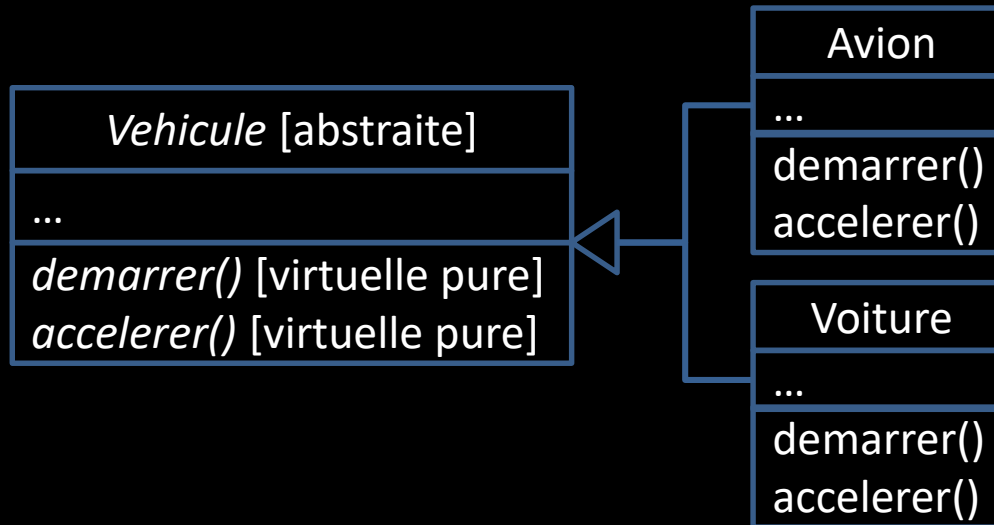 Vehicule [abstraite]
...
demarrer() [virtuelle pure]
accelerer() [virtuelle pure]
Avion
...
demarrer()
accelerer()
Voiture
...
demarrer()
accelerer()